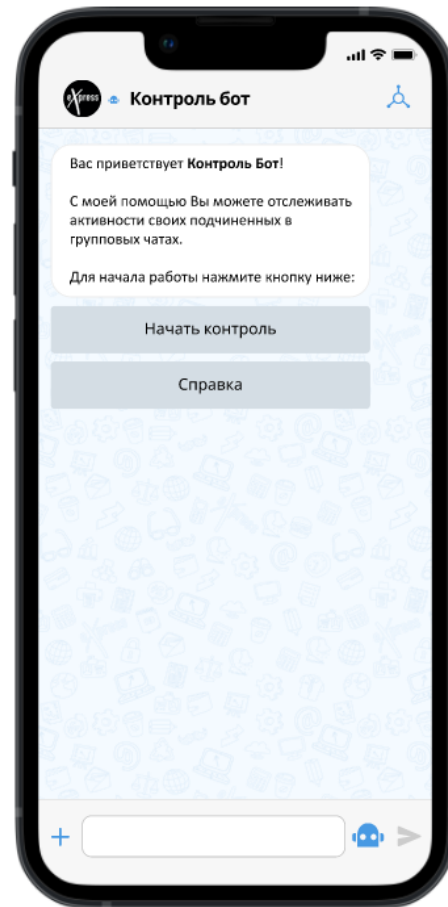 eXpress
Контроль бот
Вас приветствует Контроль Бот!
С моей помощью Вы можете отслеживать
активности своих подчиненных в
групповых чатах.
Для начала работы нажмите кнопку ниже:
Начать контроль
Справка